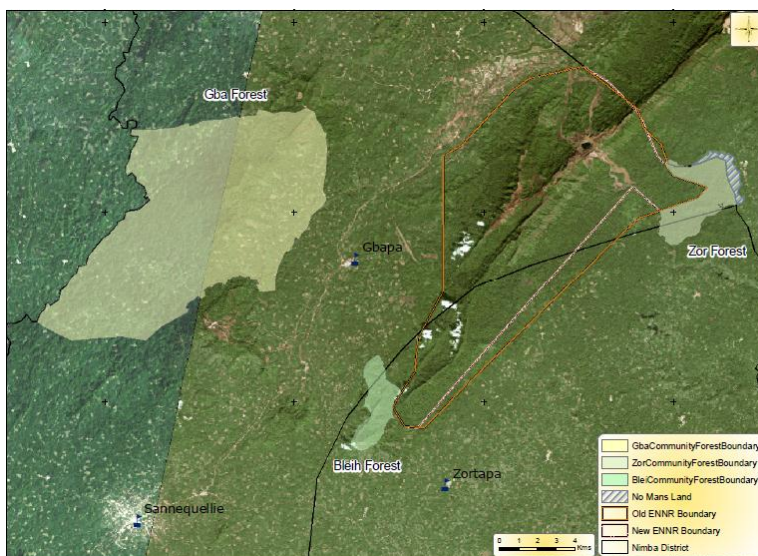 Gba Forest
Gbapa
Zor Forest
Bleih Forest
Zortapa
Sannequellie
GbaCommunityForestBoundary
ZorCommunityForestBoundary
BleiCommunityForestBoundary
No Mans Land
Old ENNR Boundary
New ENNR Boundary
Nimba District
0 1 2 3 4
Kms